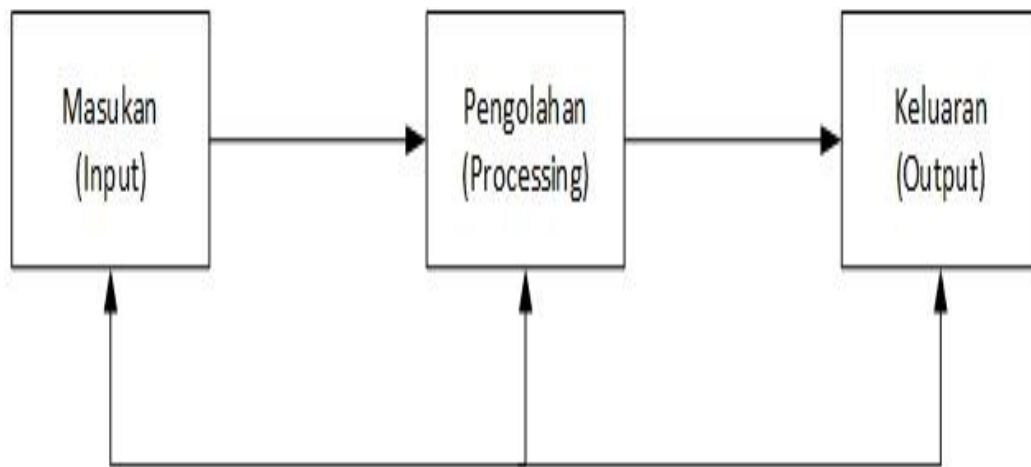 Masukan
(Input)
Pengolahan
(Processing)
Keluaran
(Output)